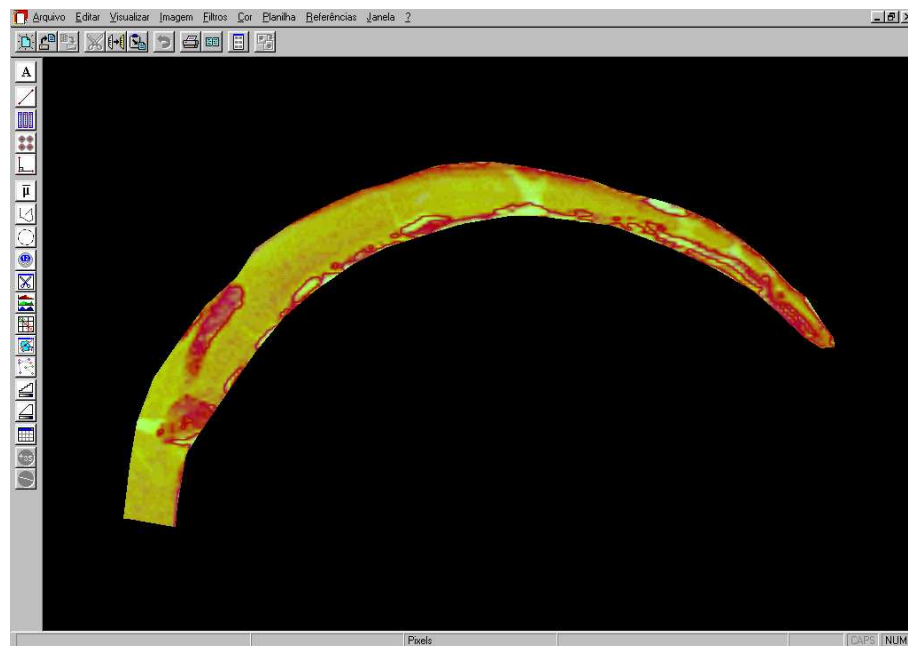 Arquivo Editar Visualizar Imagem Filtros Cor Planilha Referências Janela ?
A
μ
Pixels
CAPS NUM